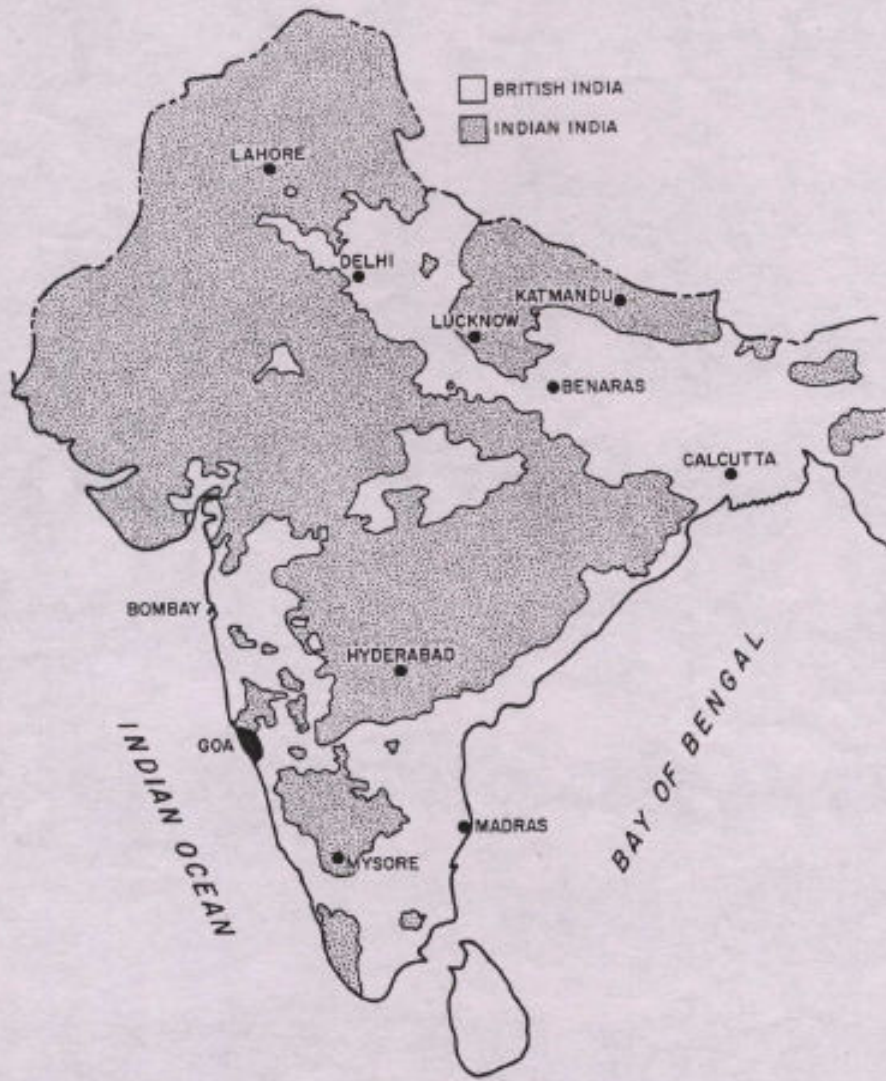 BRITISH INDIA
INDIAN INDIA
LAHORE
DELHI
KATMANDU
LUCKNOW
BENARAS
CALCUTTA
BOMBAY
HYDERABAD
GOA
INDIAN OCEAN
BAY OF BENGAL
MADRAS
MYSORE